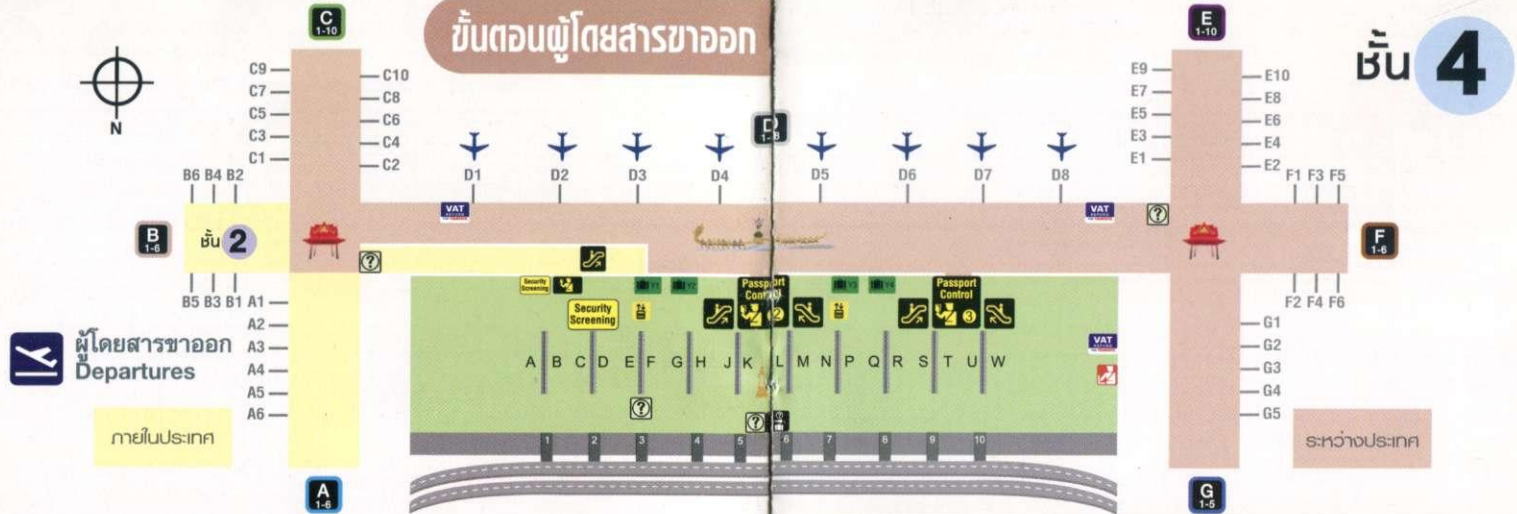 ขั้นตอนผู้โดยสารขาออก
ชั้น 4
N
C
1-10
E
1-10
D
1-8
C9
C7
C5
C3
C1
C10
C8
C6
C4
C2
E9
E7
E5
E3
E1
E10
E8
E6
E4
E2
D1 D2 D3 D4 D5 D6 D7 D8
B6 B4 B2
F1 F3 F5
B
1-6
ชั้น 2
VAT
REFUND
VAT
REFUND
F
1-6
?
?
B5 B3 B1
F2 F4 F6
Security
Screening
Y1 Y2
Passport
Control
2
Y3 Y4
Passport
Control
3
Security
Screening
A1
A2
A3
A4
A5
A6
G1
G2
G3
G4
G5
ผู้โดยสารขาออก
Departures
A B C D E F G H J K L M N P Q R S T U W
VAT
REFUND
? ?
1 2 3 4 5 6 7 8 9 10
ภายในประเทศ
ระหว่างประเทศ
A
1-6
G
1-5